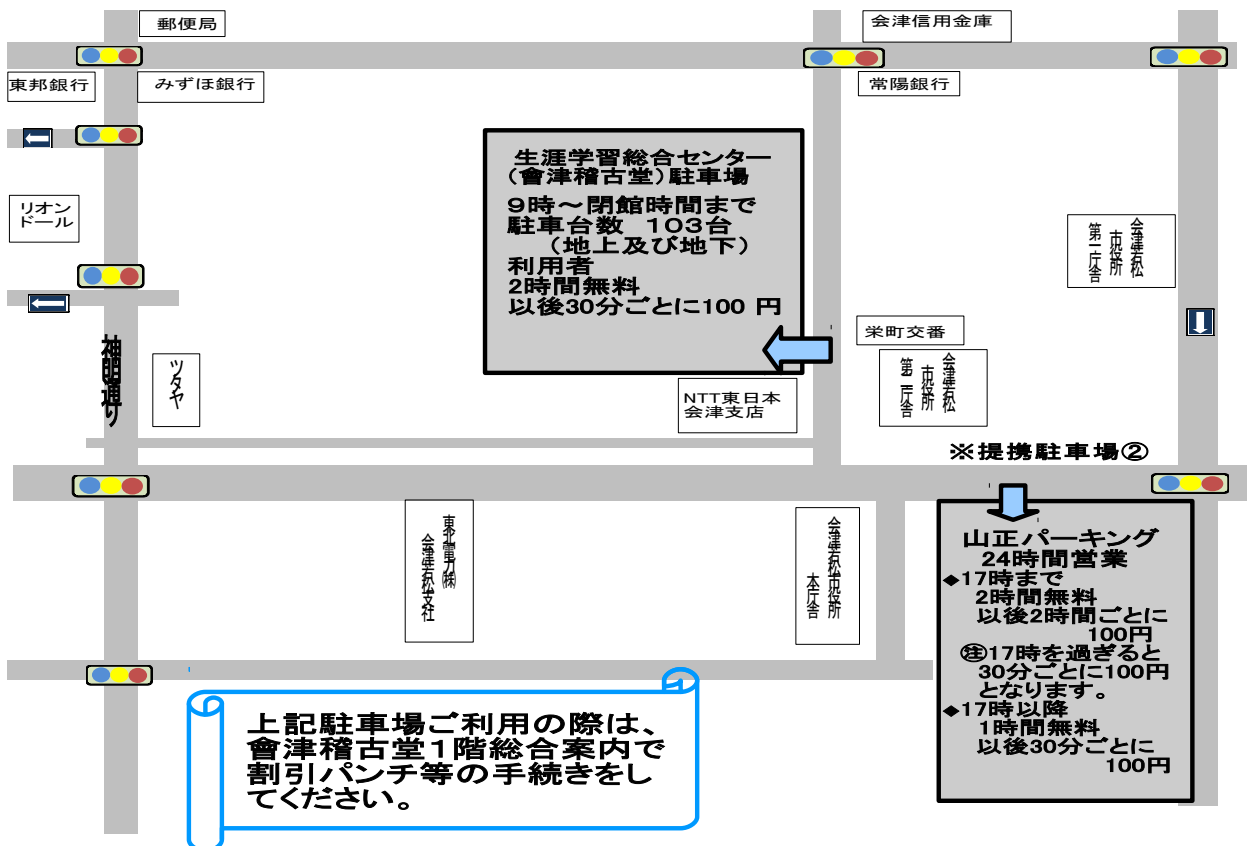 郵便局
会津信用金庫
東邦銀行
みずほ銀行
常陽銀行
リオン
ドール
生涯学習総合センター
(會津稽古堂)駐車場
9時～閉館時間まで
駐車台数 103台
(地上及び地下)
利用者
2時間無料
以後30分ごとに100 円
会津若松
市役所
第一庁舎
栄町交番
会津若松
市役所
第二庁舎
神明通り
ツタヤ
NTT東日本
会津支店
※提携駐車場②
東北電力㈱
会津若松支社
会津若松市役所
本庁舎
山正パーキング
24時間営業
◆17時まで
2時間無料
以後2時間ごとに
100円
㊟17時を過ぎると
30分ごとに100円
となります。
◆17時以降
1時間無料
以後30分ごとに
100円
上記駐車場ご利用の際は、
會津稽古堂1階総合案内で
割引パンチ等の手続きをし
てください。